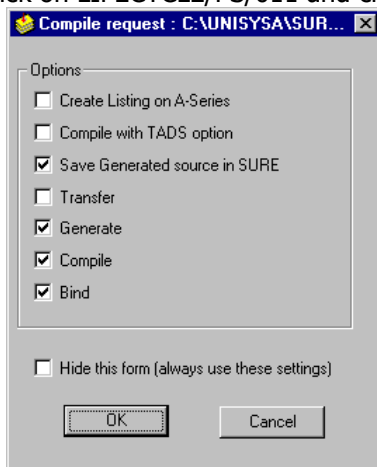 Compile request : C:\UNISYSA\SUR...
Options
Create Listing on A-Series
Compile with TADS option
Save Generated source in SURE
Transfer
Generate
Compile
Bind
Hide this form (always use these settings)
OK
Cancel